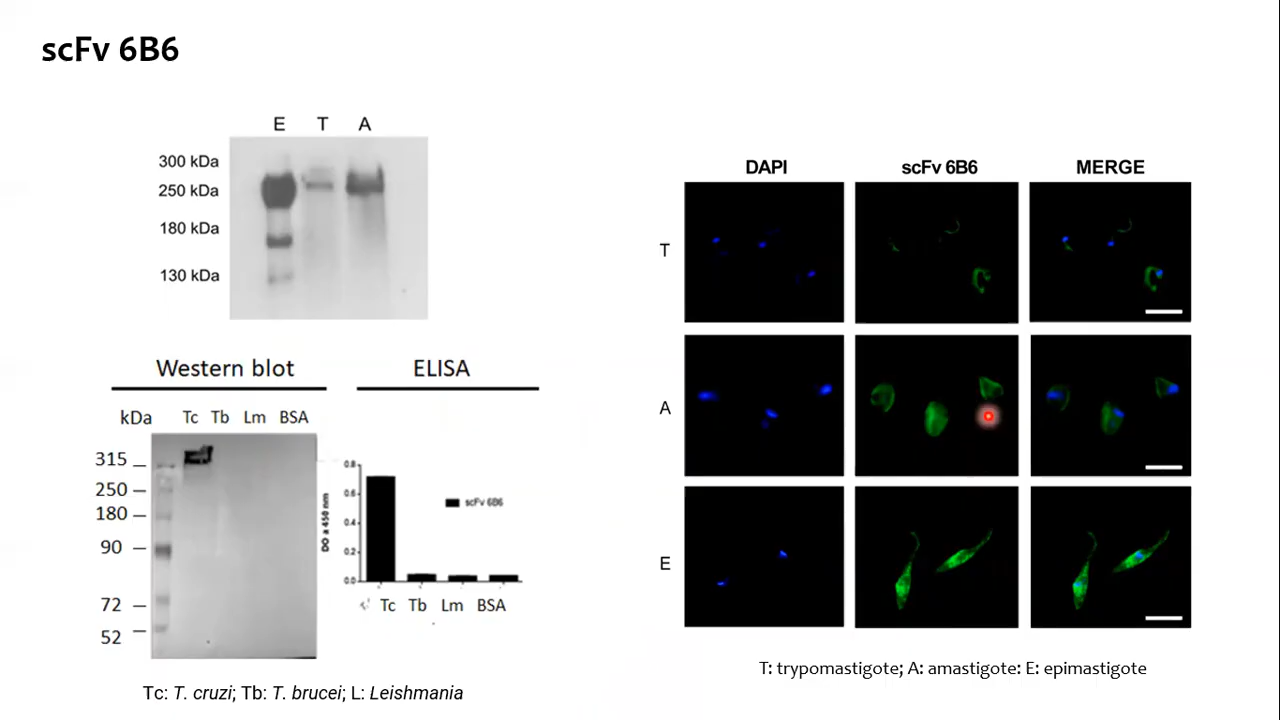 scFv 6B6
E T A
300 kDa
250 kDa
180 kDa
130 kDa
Western blot
kDa Tc Tb Lm BSA
315
250
180
90
72
52
ELISA
0.8
0.6
0.4
0.2
0.0
DO a 450 nm
scFv 6B6
Tc Tb Lm BSA
Tc: T. cruzi; Tb: T. brucei; L: Leishmania
DAPI scFv 6B6 MERGE
T
A
E
T: trypomastigote; A: amastigote: E: epimastigote